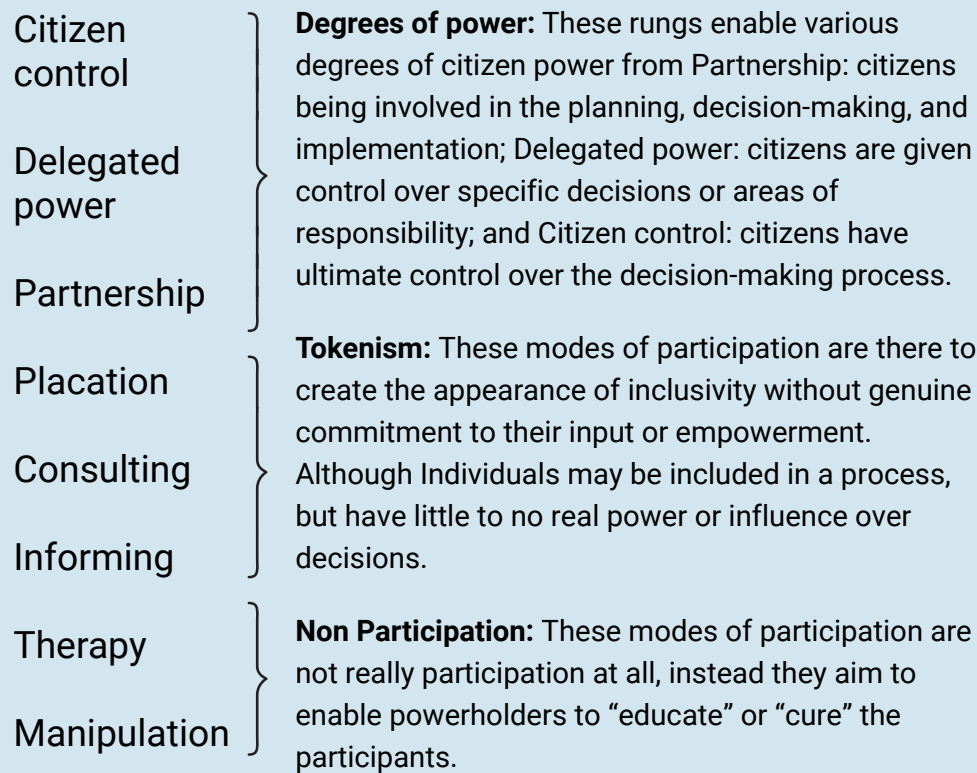 Citizen
control
Delegated
power
Partnership
Degrees of power: These rungs enable various
degrees of citizen power from Partnership: citizens
being involved in the planning, decision-making, and
implementation; Delegated power: citizens are given
control over specific decisions or areas of
responsibility; and Citizen control: citizens have
ultimate control over the decision-making process.
Placation
Consulting
Informing
Tokenism: These modes of participation are there to
create the appearance of inclusivity without genuine
commitment to their input or empowerment.
Although Individuals may be included in a process,
but have little to no real power or influence over
decisions.
Therapy
Manipulation
Non Participation: These modes of participation are
not really participation at all, instead they aim to
enable powerholders to “educate” or “cure” the
participants.